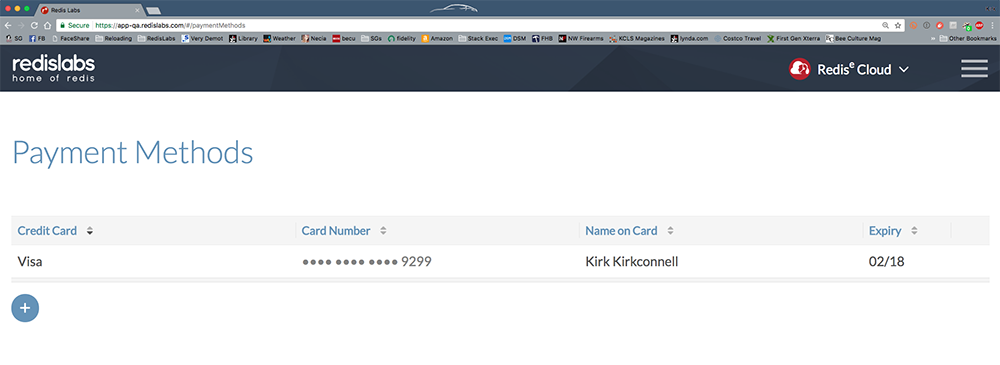 Redis Labs
Secure https://app-qa.redislabs.com/#/paymentMethods
SG FB FaceShare Reloading RedisLabs Very Demot Library Weather Necia becu SGs fidelity Amazon Stack Exec DSM FHB NW Firearms KCLS Magazines lynda.com Costco Travel First Gen Xterra Bee Culture Mag » Other Bookmarks
redislabs
home of redis
Redisᵉ Cloud
Payment Methods
Credit Card Card Number Name on Card Expiry
Visa •••• •••• •••• 9299 Kirk Kirkconnell 02/18
+